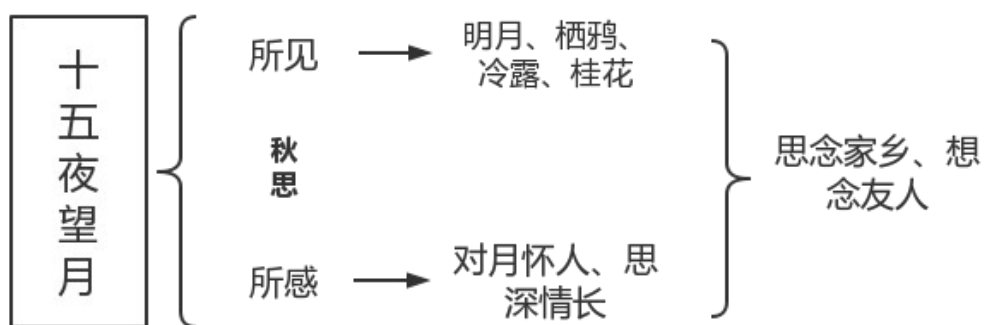 十五夜望月
所见
明月、栖鸦、
冷露、桂花
秋
思
所感
对月怀人、思
深情长
思念家乡、想
念友人